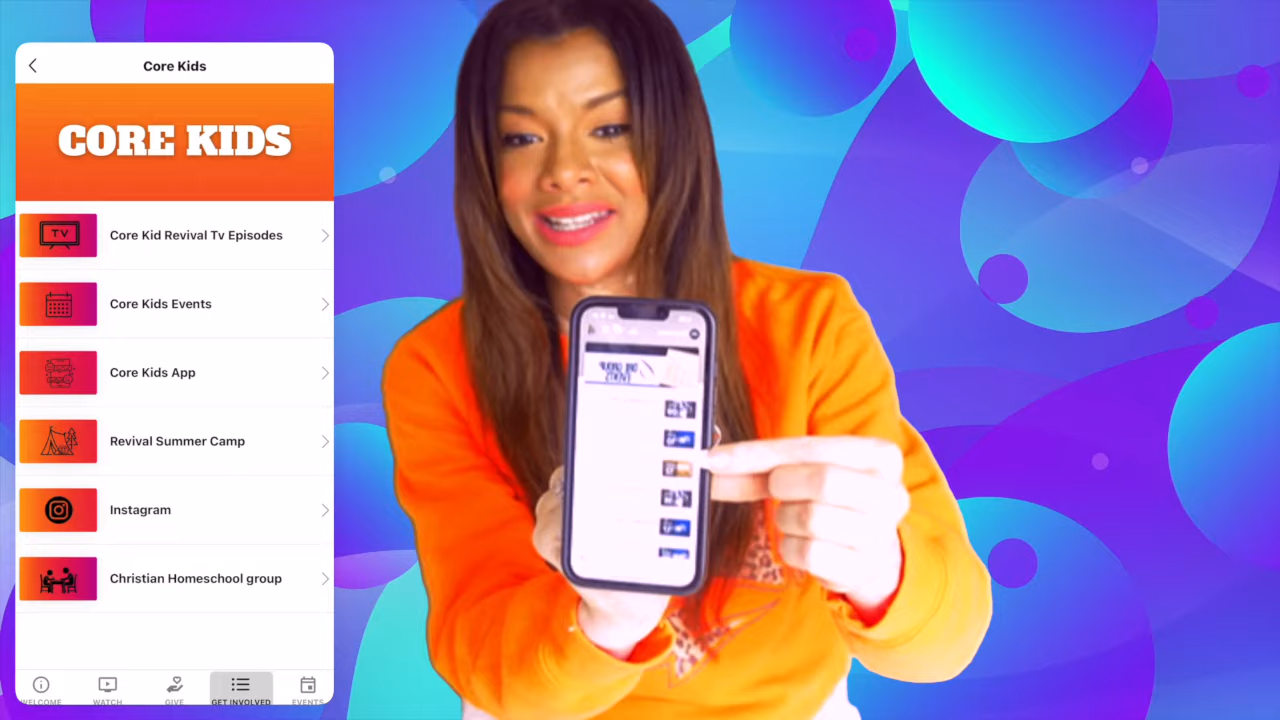 Core Kids
CORE KIDS
TV
Core Kid Revival Tv Episodes
Core Kids Events
Core Kids App
Revival Summer Camp
Instagram
Christian Homeschool group
WELCOME
WATCH
GIVE
GET INVOLVED
EVENTS